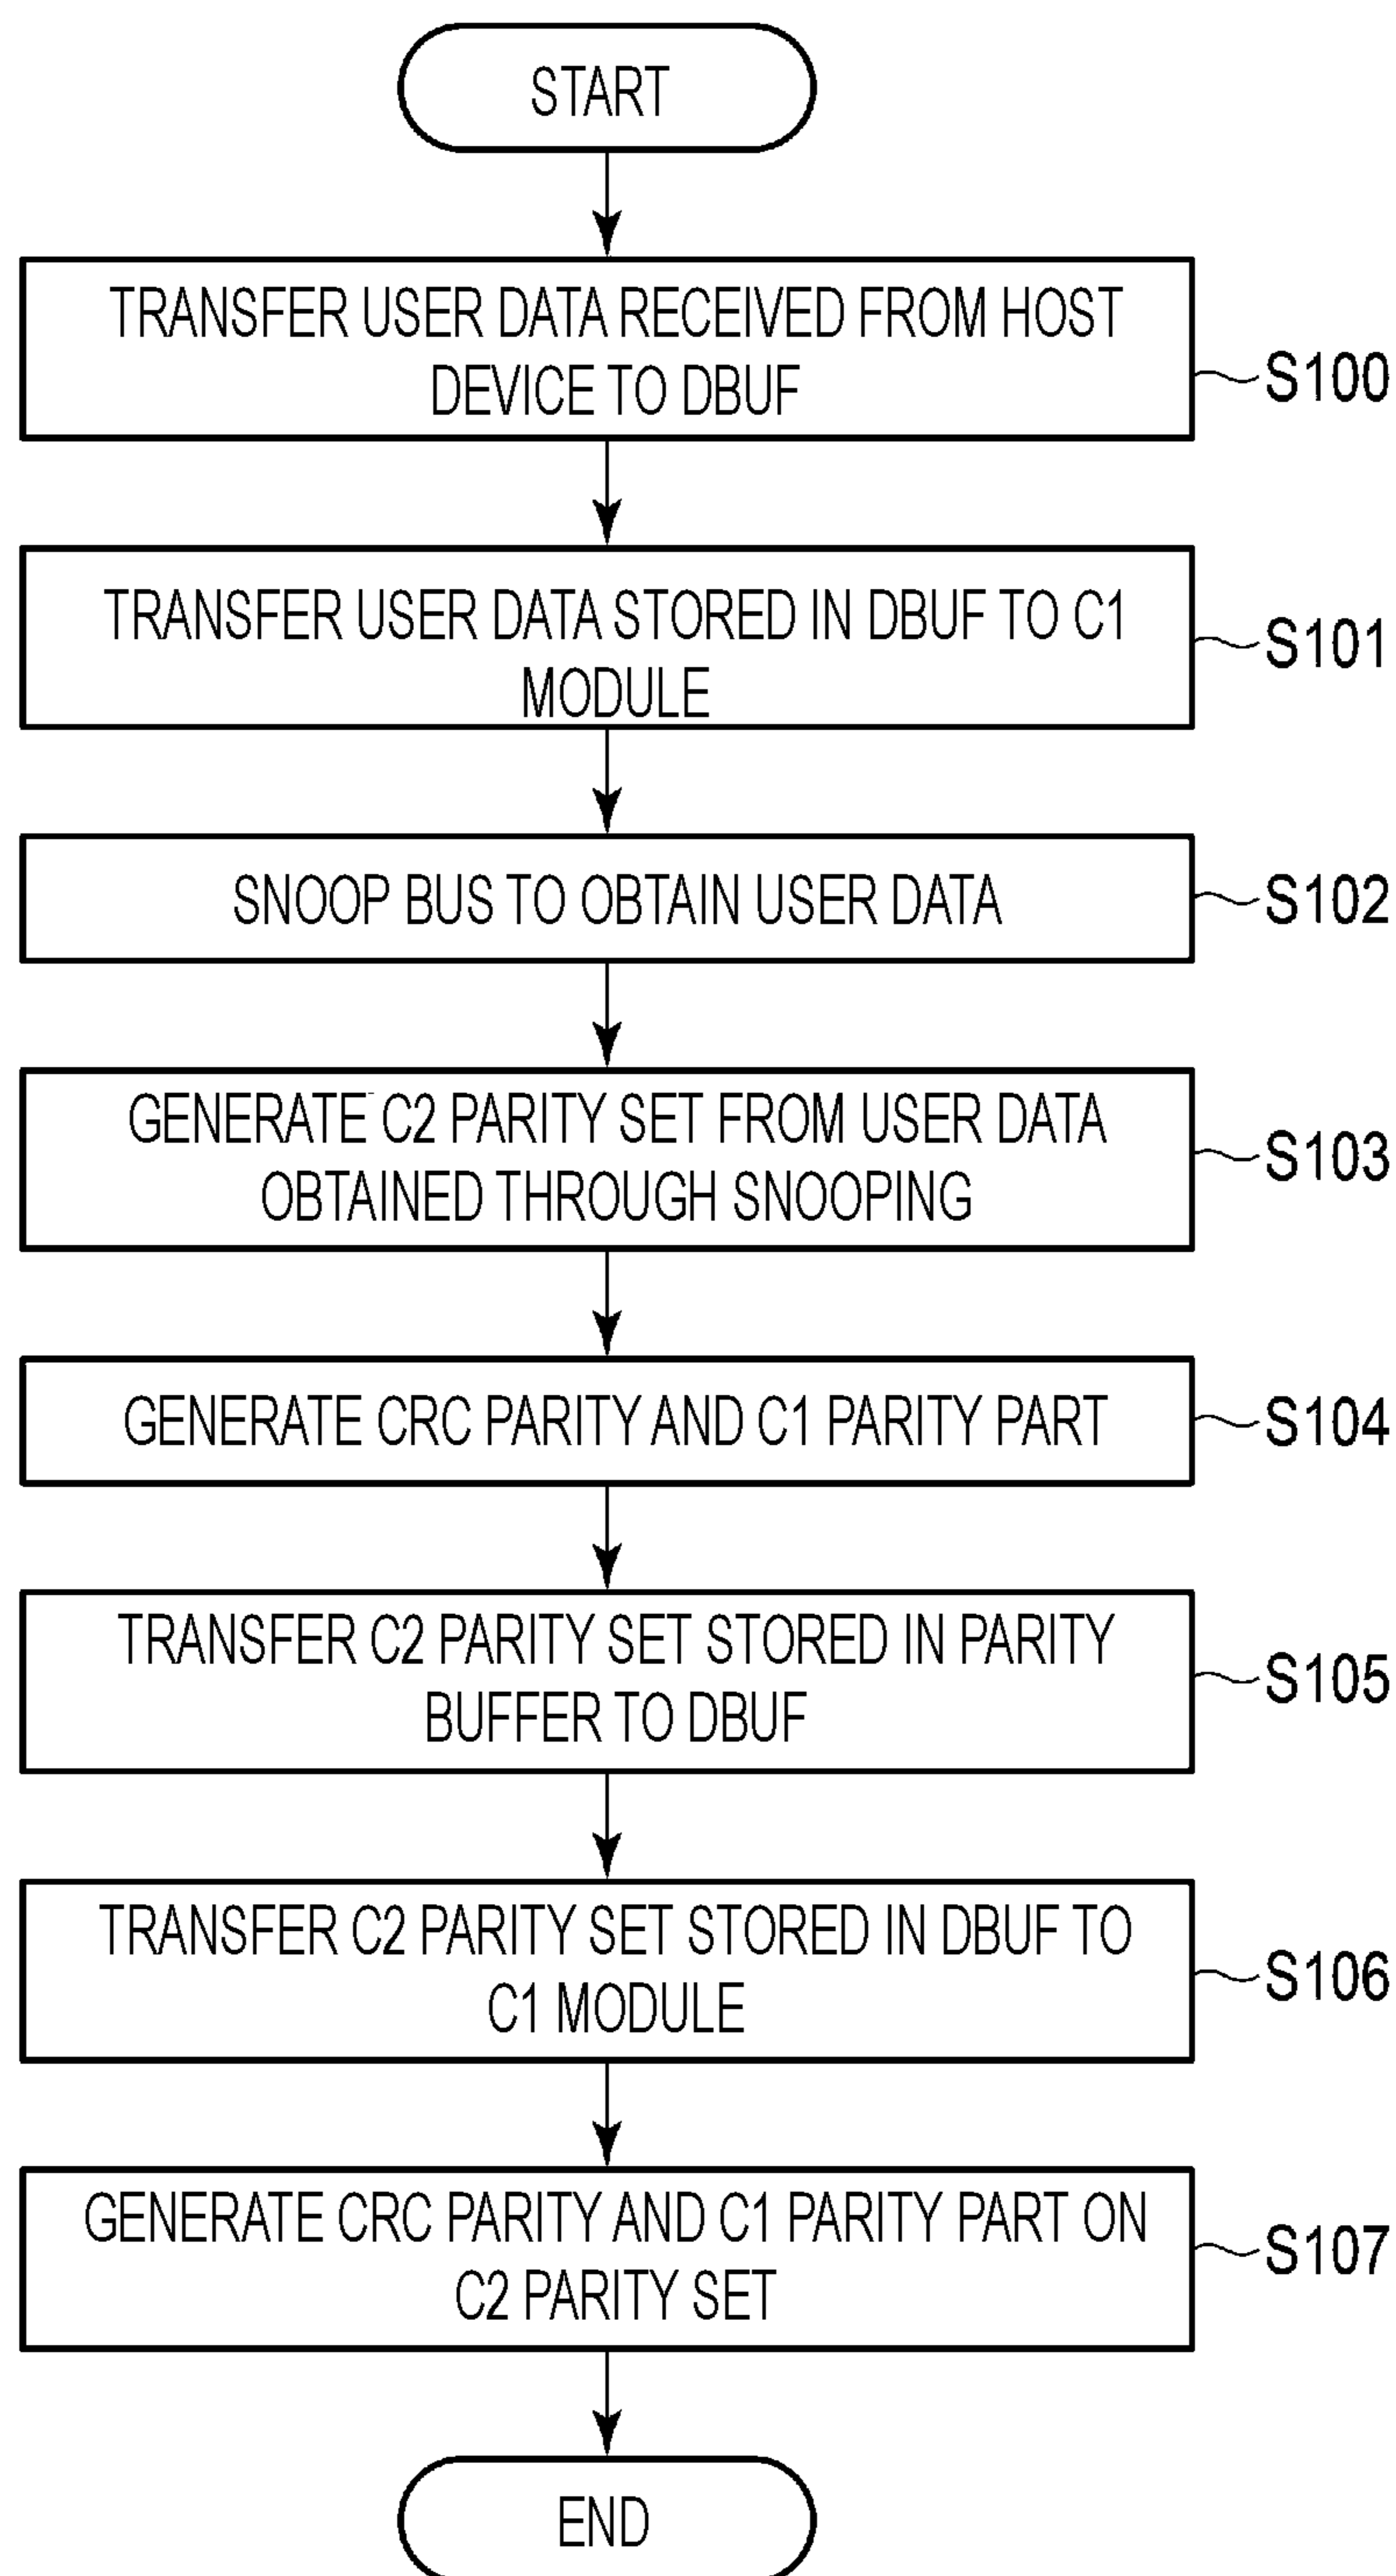 START
TRANSFER USER DATA RECEIVED FROM HOST
DEVICE TO DBUF
S100
TRANSFER USER DATA STORED IN DBUF TO C1
MODULE
S101
SNOOP BUS TO OBTAIN USER DATA
S102
GENERATE C2 PARITY SET FROM USER DATA
OBTAINED THROUGH SNOOPING
S103
GENERATE CRC PARITY AND C1 PARITY PART
S104
TRANSFER C2 PARITY SET STORED IN PARITY
BUFFER TO DBUF
S105
TRANSFER C2 PARITY SET STORED IN DBUF TO
C1 MODULE
S106
GENERATE CRC PARITY AND C1 PARITY PART ON
C2 PARITY SET
S107
END